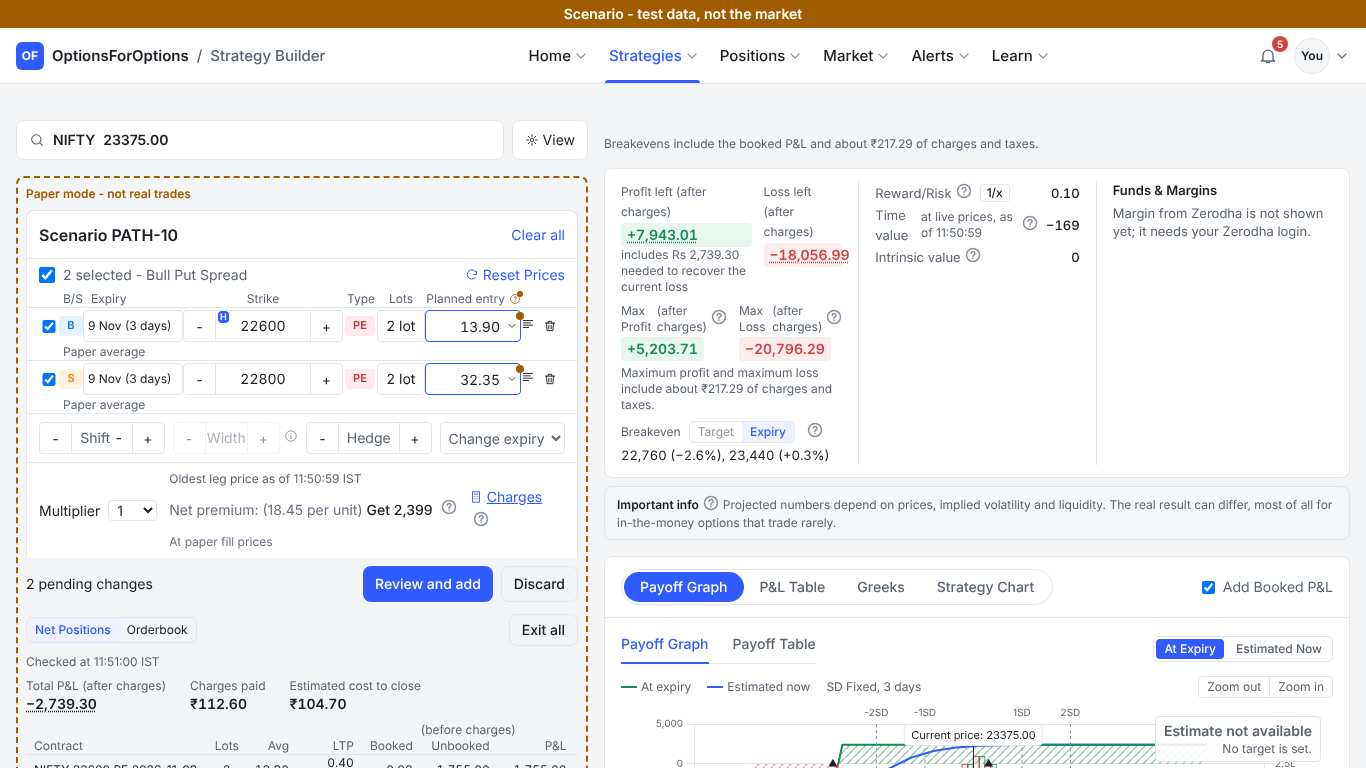 Scenario - test data, not the market
OF OptionsForOptions / Strategy Builder
Home Strategies Positions Market Alerts Learn
5 You
NIFTY 23375.00
View
Paper mode - not real trades
Scenario PATH-10
Clear all
2 selected - Bull Put Spread
Reset Prices
B/S Expiry Strike Type Lots Planned entry
B 9 Nov (3 days) - H 22600 + PE 2 lot 13.90
Paper average
S 9 Nov (3 days) - 22800 + PE 2 lot 32.35
Paper average
- Shift - + - Width + - Hedge + Change expiry
Oldest leg price as of 11:50:59 IST
Multiplier 1 Net premium: (18.45 per unit) Get 2,399 Charges
At paper fill prices
2 pending changes
Review and add
Discard
Net Positions Orderbook
Exit all
Checked at 11:51:00 IST
Total P&L (after charges) Charges paid Estimated cost to close
−2,739.30 ₹112.60 ₹104.70
(before charges)
Contract Lots Avg LTP Booked Unbooked P&L
0.40
Breakevens include the booked P&L and about ₹217.29 of charges and taxes.
Profit left (after charges)
+7,943.01
includes Rs 2,739.30 needed to recover the current loss
Loss left (after charges)
−18,056.99
Max Profit (after charges)
+5,203.71
Max Loss (after charges)
−20,796.29
Maximum profit and maximum loss include about ₹217.29 of charges and taxes.
Breakeven Target Expiry
22,760 (−2.6%), 23,440 (+0.3%)
Reward/Risk 1/x 0.10
Time value at live prices, as of 11:50:59 −169
Intrinsic value 0
Funds & Margins
Margin from Zerodha is not shown yet; it needs your Zerodha login.
Important info Projected numbers depend on prices, implied volatility and liquidity. The real result can differ, most of all for
in-the-money options that trade rarely.
Payoff Graph P&L Table Greeks Strategy Chart
Add Booked P&L
Payoff Graph Payoff Table
At Expiry Estimated Now
At expiry Estimated now SD Fixed, 3 days
Zoom out Zoom in
-2SD -1SD 1SD 2SD
5,000
Current price: 23375.00
Estimate not available
No target is set.
0
2.5L